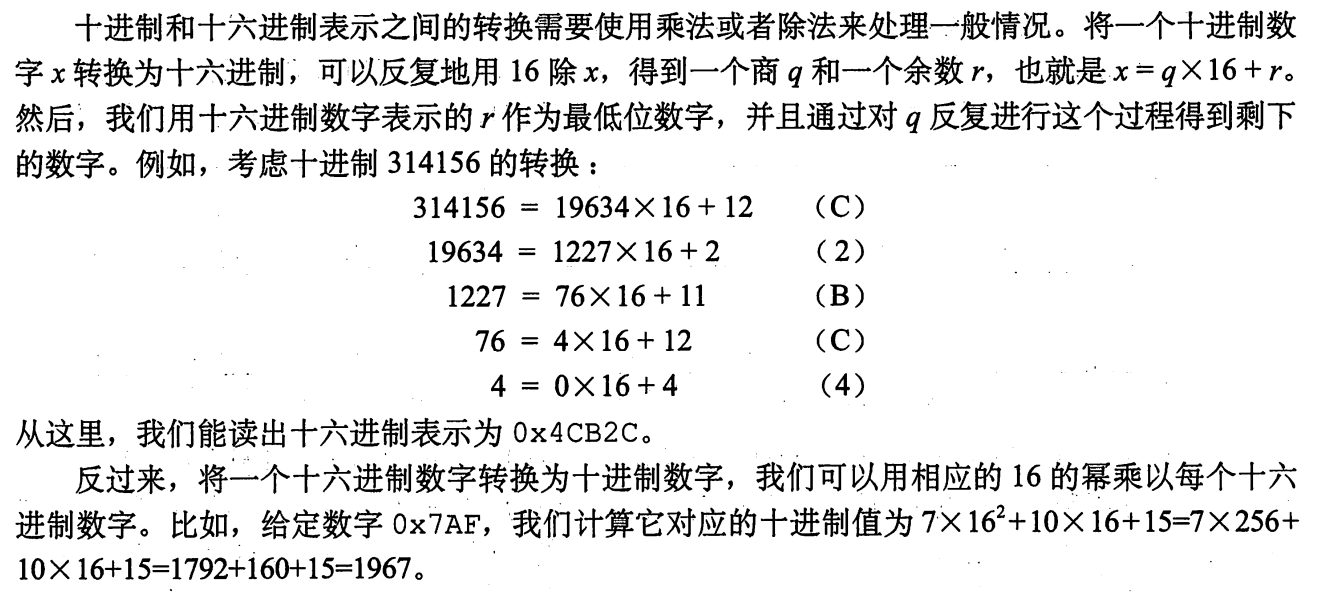 十进制和十六进制表示之间的转换需要使用乘法或者除法来处理一般情况。将一个十进制数
字 x 转换为十六进制，可以反复地用 16 除 x，得到一个商 q 和一个余数 r，也就是 x = q×16 + r。
然后，我们用十六进制数字表示的 r 作为最低位数字，并且通过对 q 反复进行这个过程得到剩下
的数字。例如，考虑十进制 314156 的转换：
314156 = 19634×16 + 12 （C）
19634 = 1227×16 + 2 （2）
1227 = 76×16 + 11 （B）
76 = 4×16 + 12 （C）
4 = 0×16 + 4 （4）
从这里，我们能读出十六进制表示为 0x4CB2C。
反过来，将一个十六进制数字转换为十进制数字，我们可以用相应的 16 的幂乘以每个十六
进制数字。比如，给定数字 0x7AF，我们计算它对应的十进制值为 7×16²+10×16+15=7×256+
10×16+15=1792+160+15=1967。